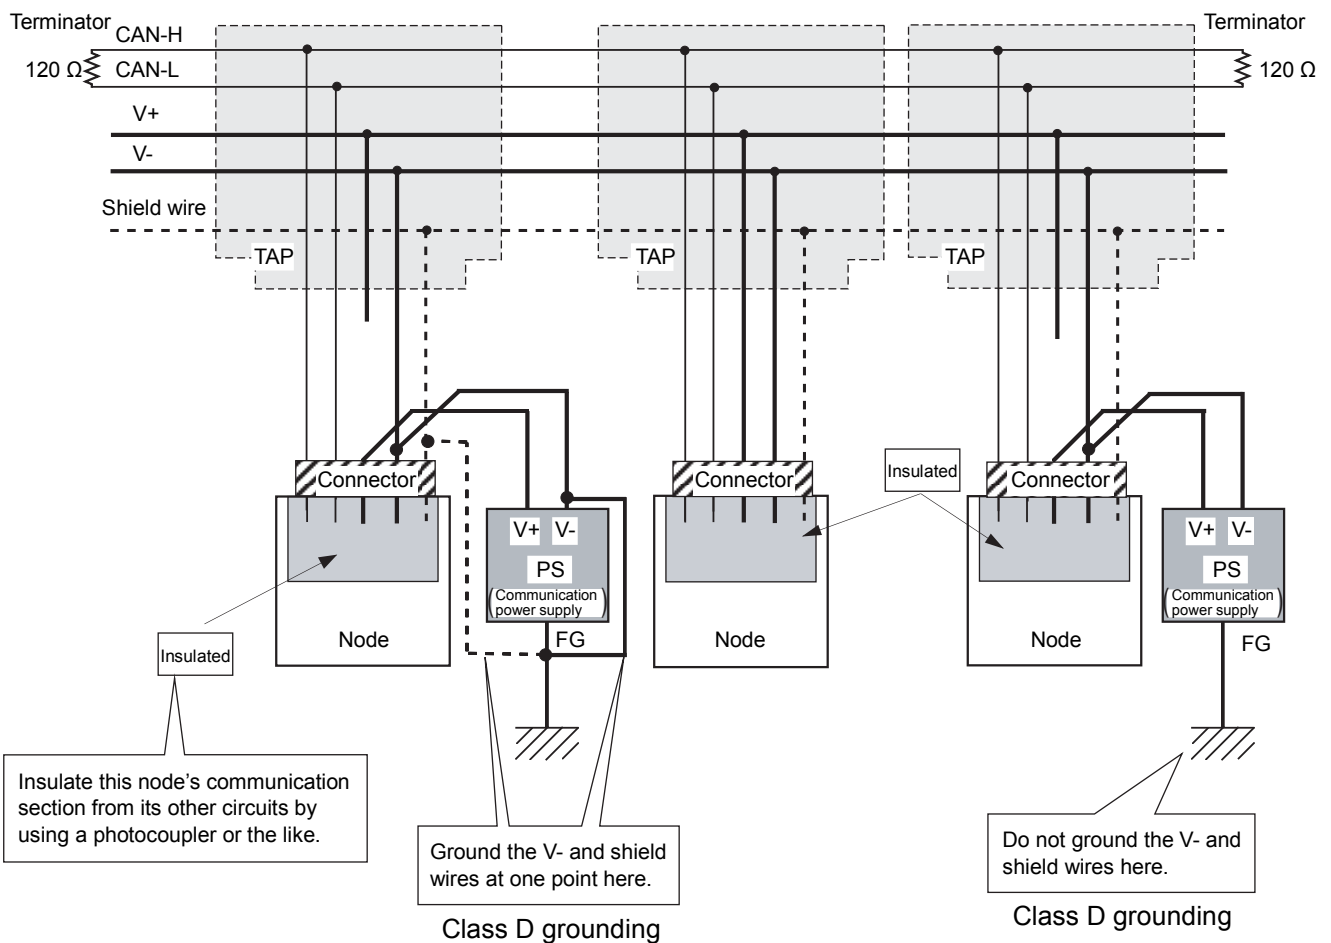 Terminator
Terminator
CAN-H
120 Ω
CAN-L
120 Ω
V+
V-
Shield wire
TAP
TAP
TAP
Connector
Connector
Insulated
Connector
V+ V-
V+ V-
PS
PS
(Communication
power supply)
(Communication
power supply)
Node
FG
Node
Node
FG
Insulated
Insulate this node's communication
section from its other circuits by
using a photocoupler or the like.
Ground the V- and shield
wires at one point here.
Do not ground the V- and
shield wires here.
Class D grounding
Class D grounding